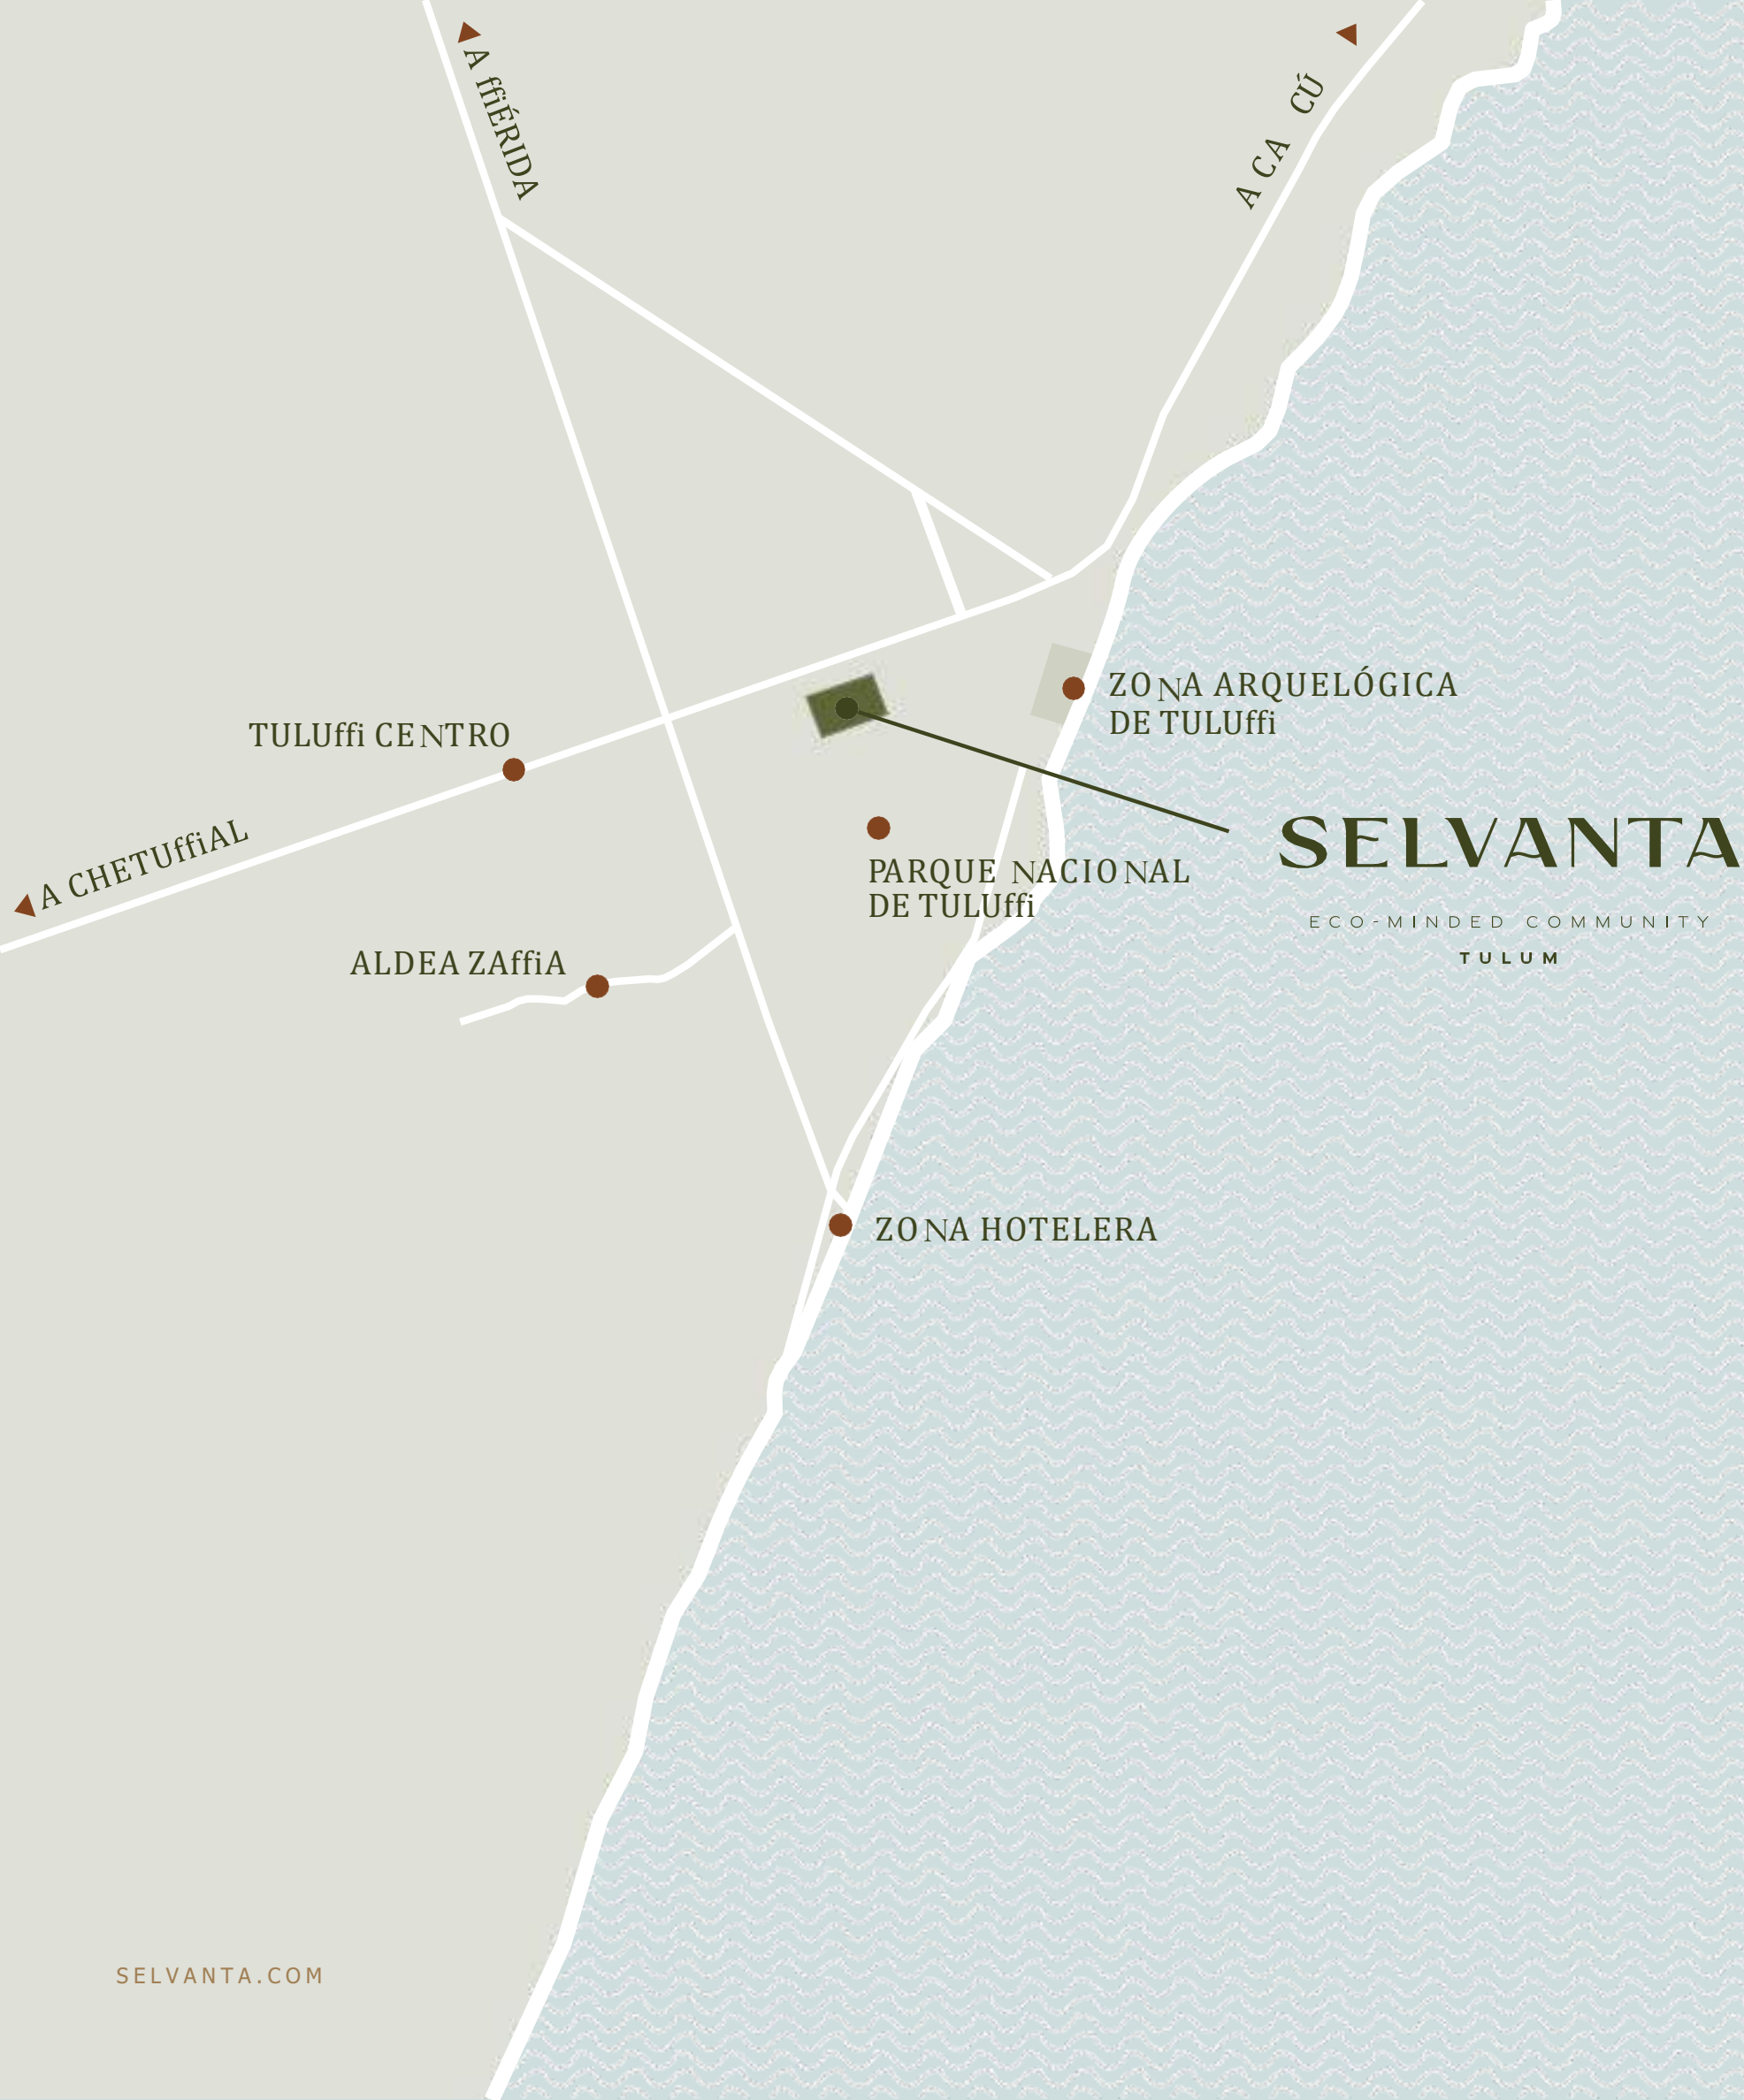 A ffiÉRIDA
A CA CÚ
ZONA ARQUELÓGICA
DE TULUffi
TULUffi CENTRO
SELVANTA
A CHETUffiAL
PARQUE NACIONAL
DE TULUffi
ECO-MINDED COMMUNITY
TULUM
ALDEA ZAffiA
ZONA HOTELERA
SELVANTA.COM